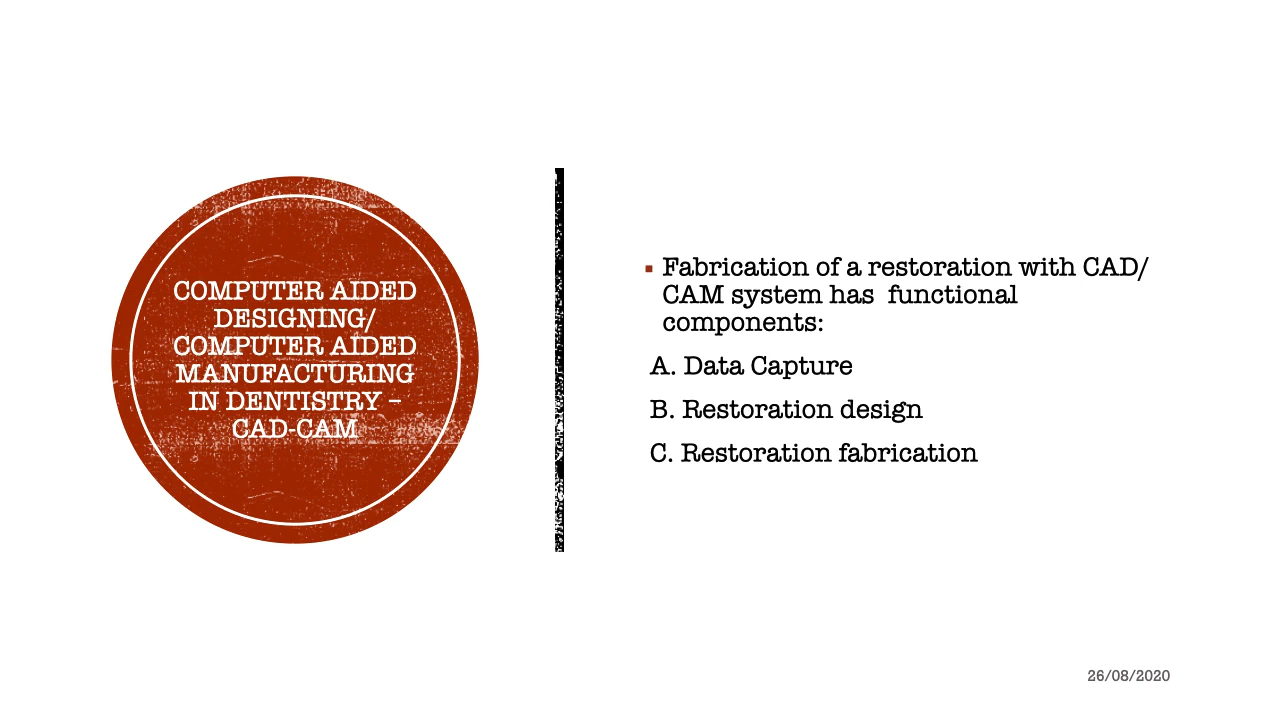 COMPUTER AIDED
DESIGNING/
COMPUTER AIDED
MANUFACTURING
IN DENTISTRY –
CAD-CAM
▪ Fabrication of a restoration with CAD/
CAM system has  functional
components:
A. Data Capture
B. Restoration design
C. Restoration fabrication
26/08/2020